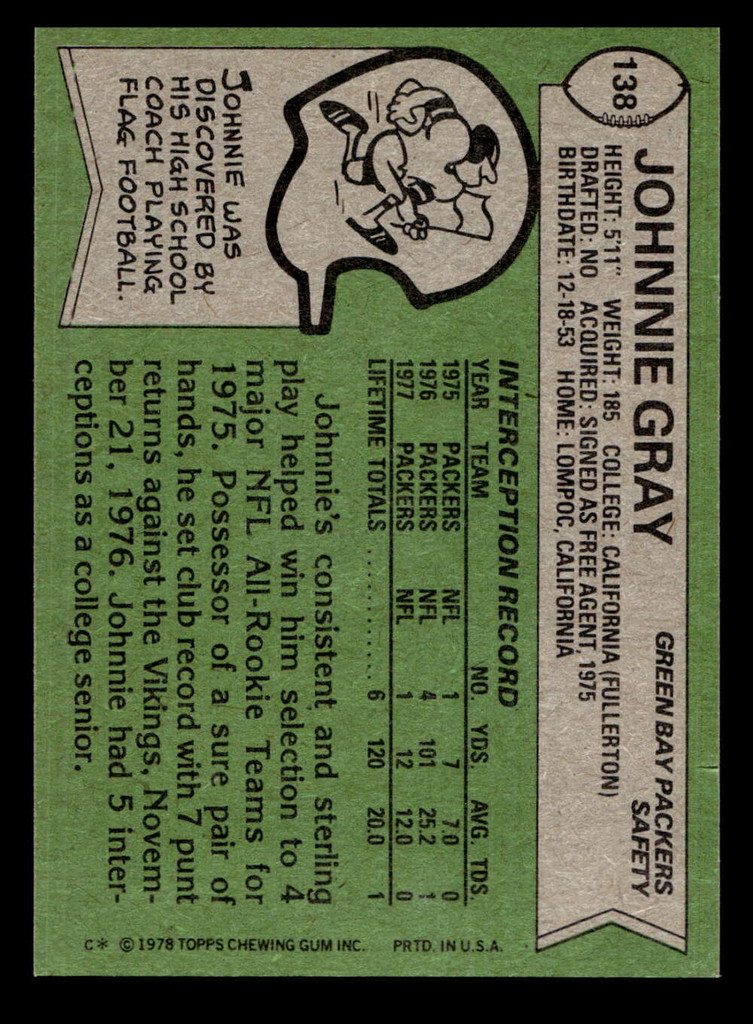 138
JOHNNIE GRAY
GREEN BAY PACKERS
SAFETY
HEIGHT: 5'11" WEIGHT: 185 COLLEGE: CALIFORNIA (FULLERTON)
DRAFTED: NO ACQUIRED: SIGNED AS FREE AGENT, 1975
BIRTHDATE: 12-18-53 HOME: LOMPOC, CALIFORNIA
JOHNNIE WAS
DISCOVERED BY
HIS HIGH SCHOOL
COACH PLAYING
FLAG FOOTBALL.
INTERCEPTION RECORD
YEAR TEAM NO. YDS. AVG. TDS.
1975 PACKERS NFL 1 7 7.0 0
1976 PACKERS NFL 4 101 25.2 1
1977 PACKERS NFL 1 12 12.0 0
LIFETIME TOTALS ........... 6 120 20.0 1
Johnnie's consistent and sterling
play helped win him selection to 4
major NFL All-Rookie Teams for
1975. Possessor of a sure pair of
hands, he set club record with 7 punt
returns against the Vikings, Novem-
ber 21, 1976. Johnnie had 5 inter-
ceptions as a college senior.
C* © 1978 TOPPS CHEWING GUM INC. PRTD. IN U.S.A.